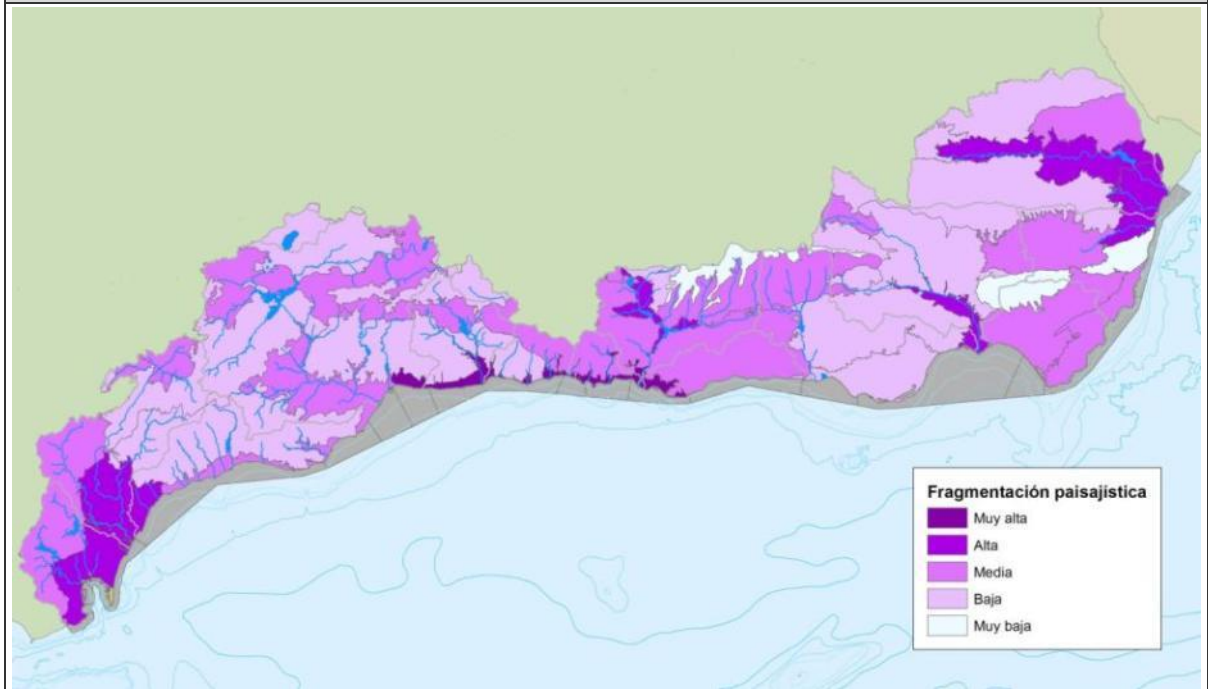 Fragmentación paisajística
Muy alta
Alta
Media
Baja
Muy baja